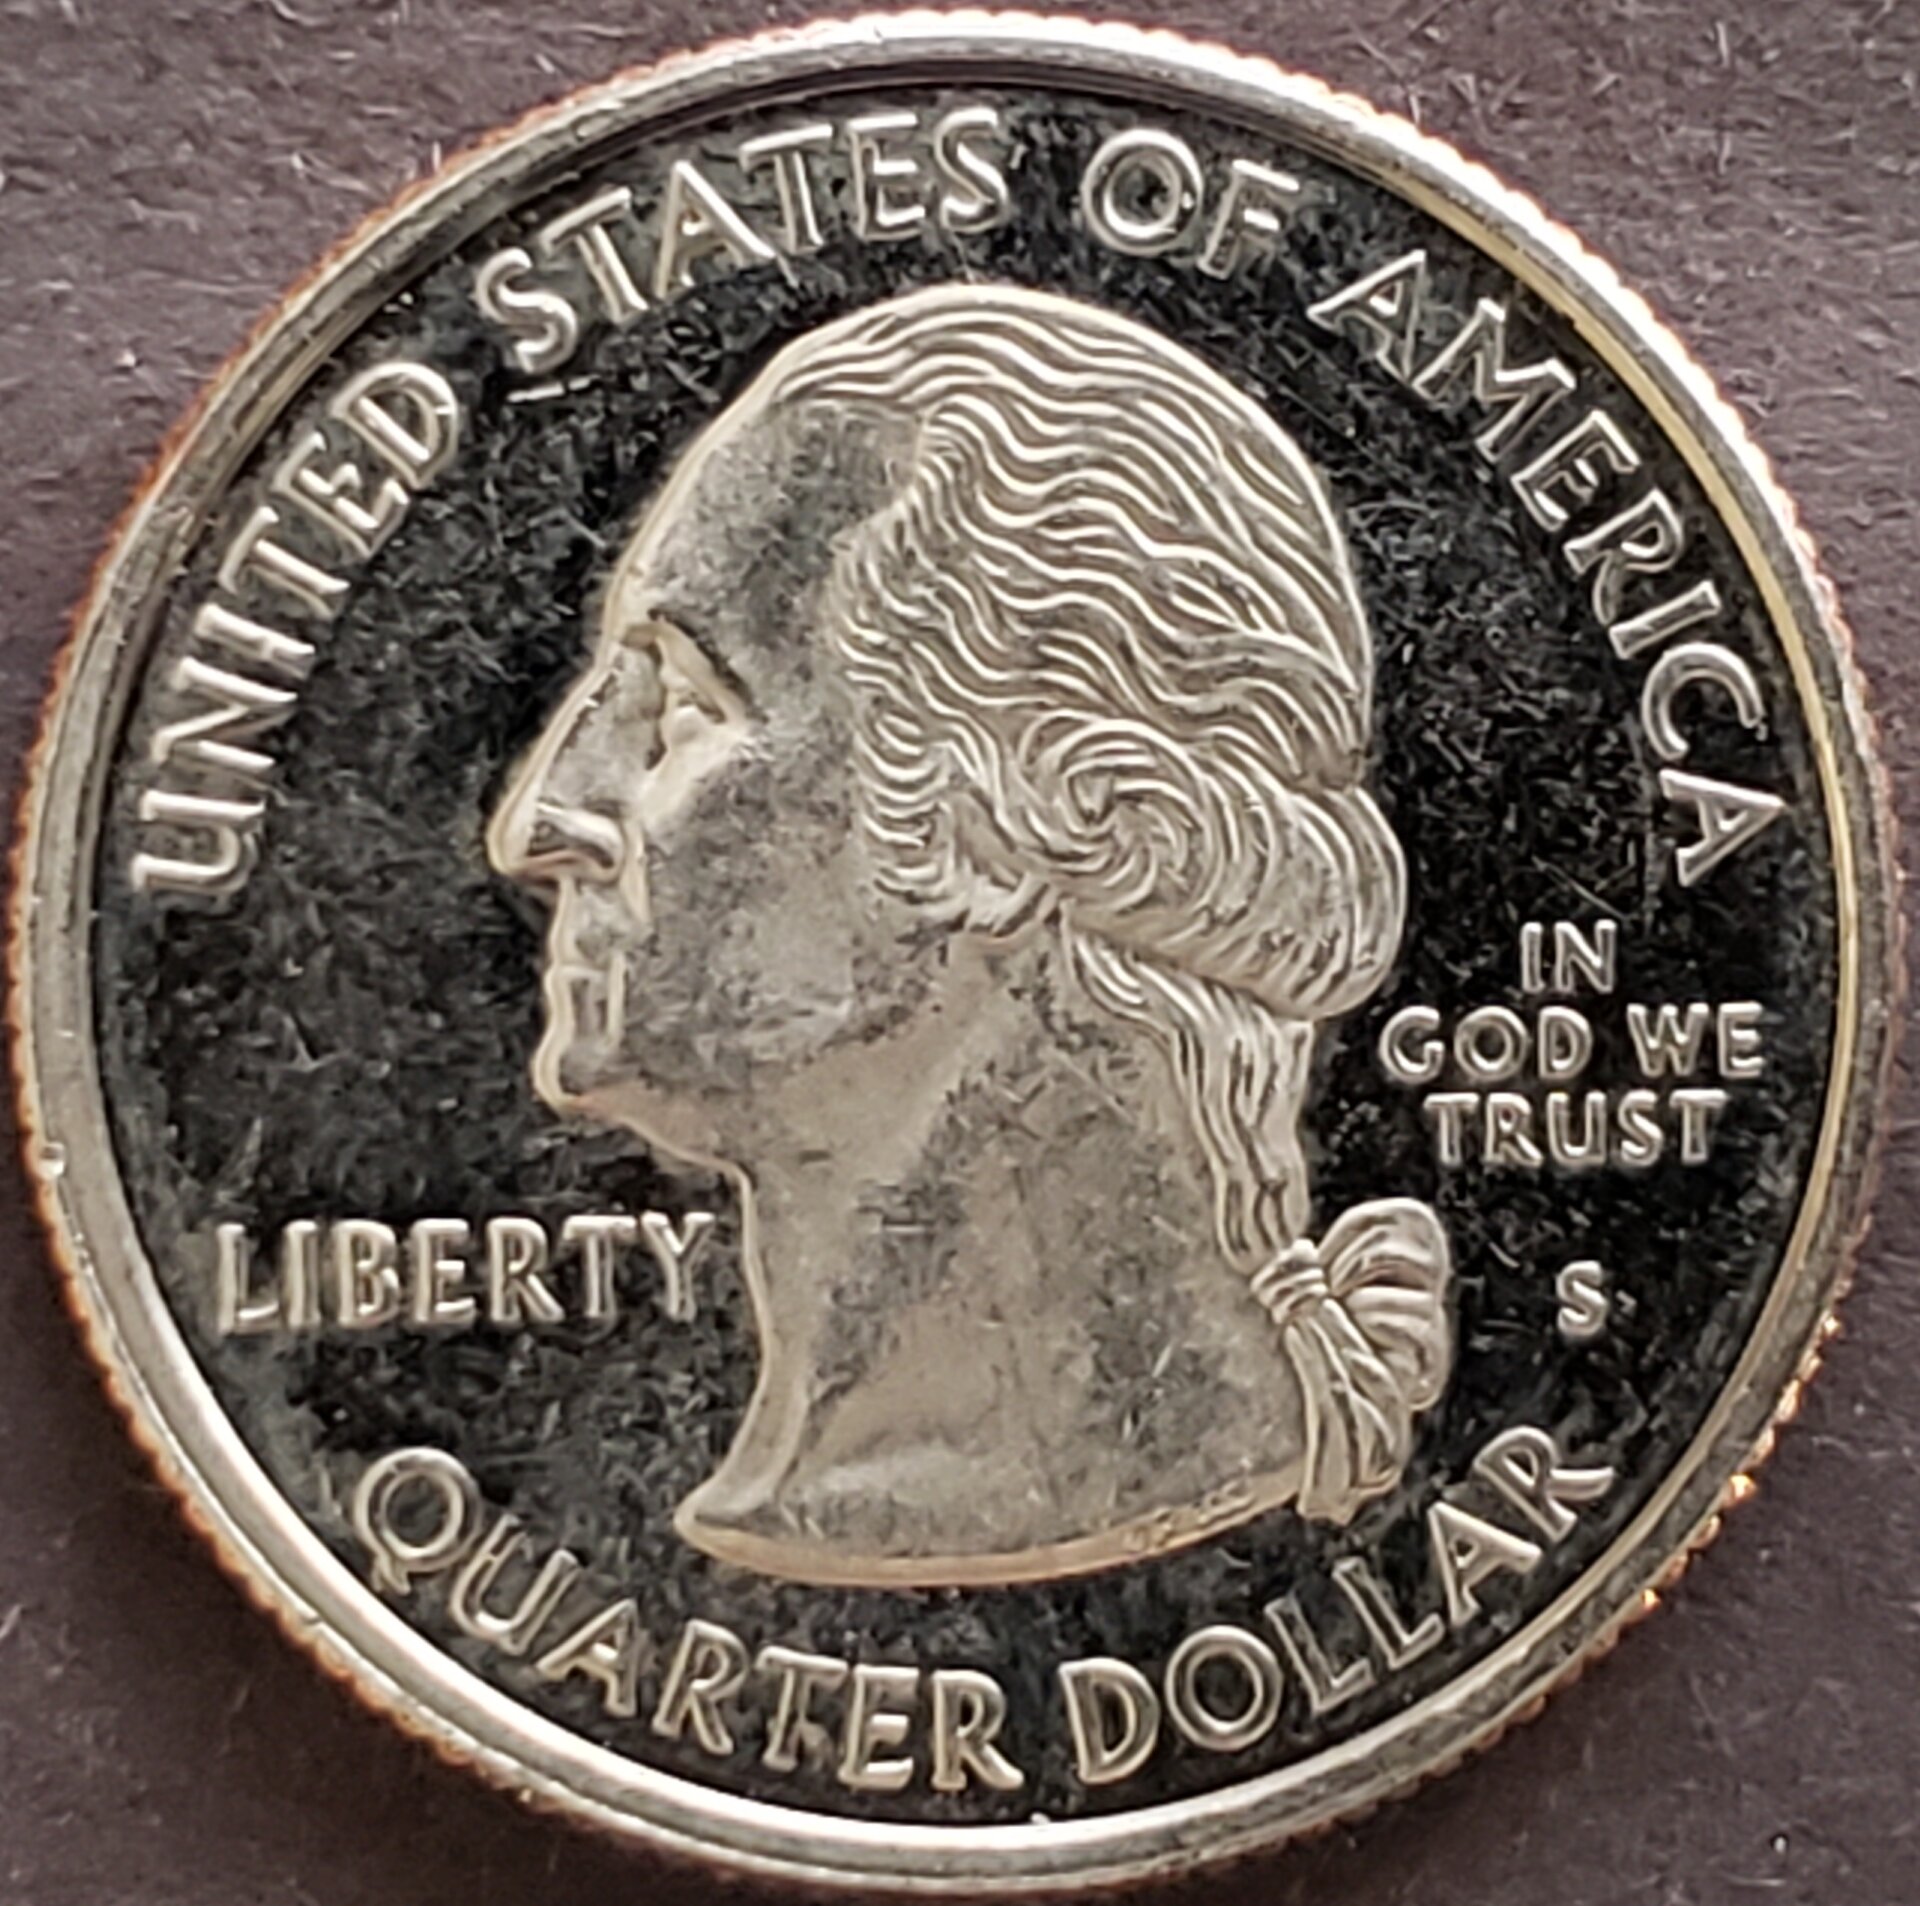 UNITED STATES OF AMERICA
IN
GOD WE
TRUST
LIBERTY
S
QUARTER DOLLAR